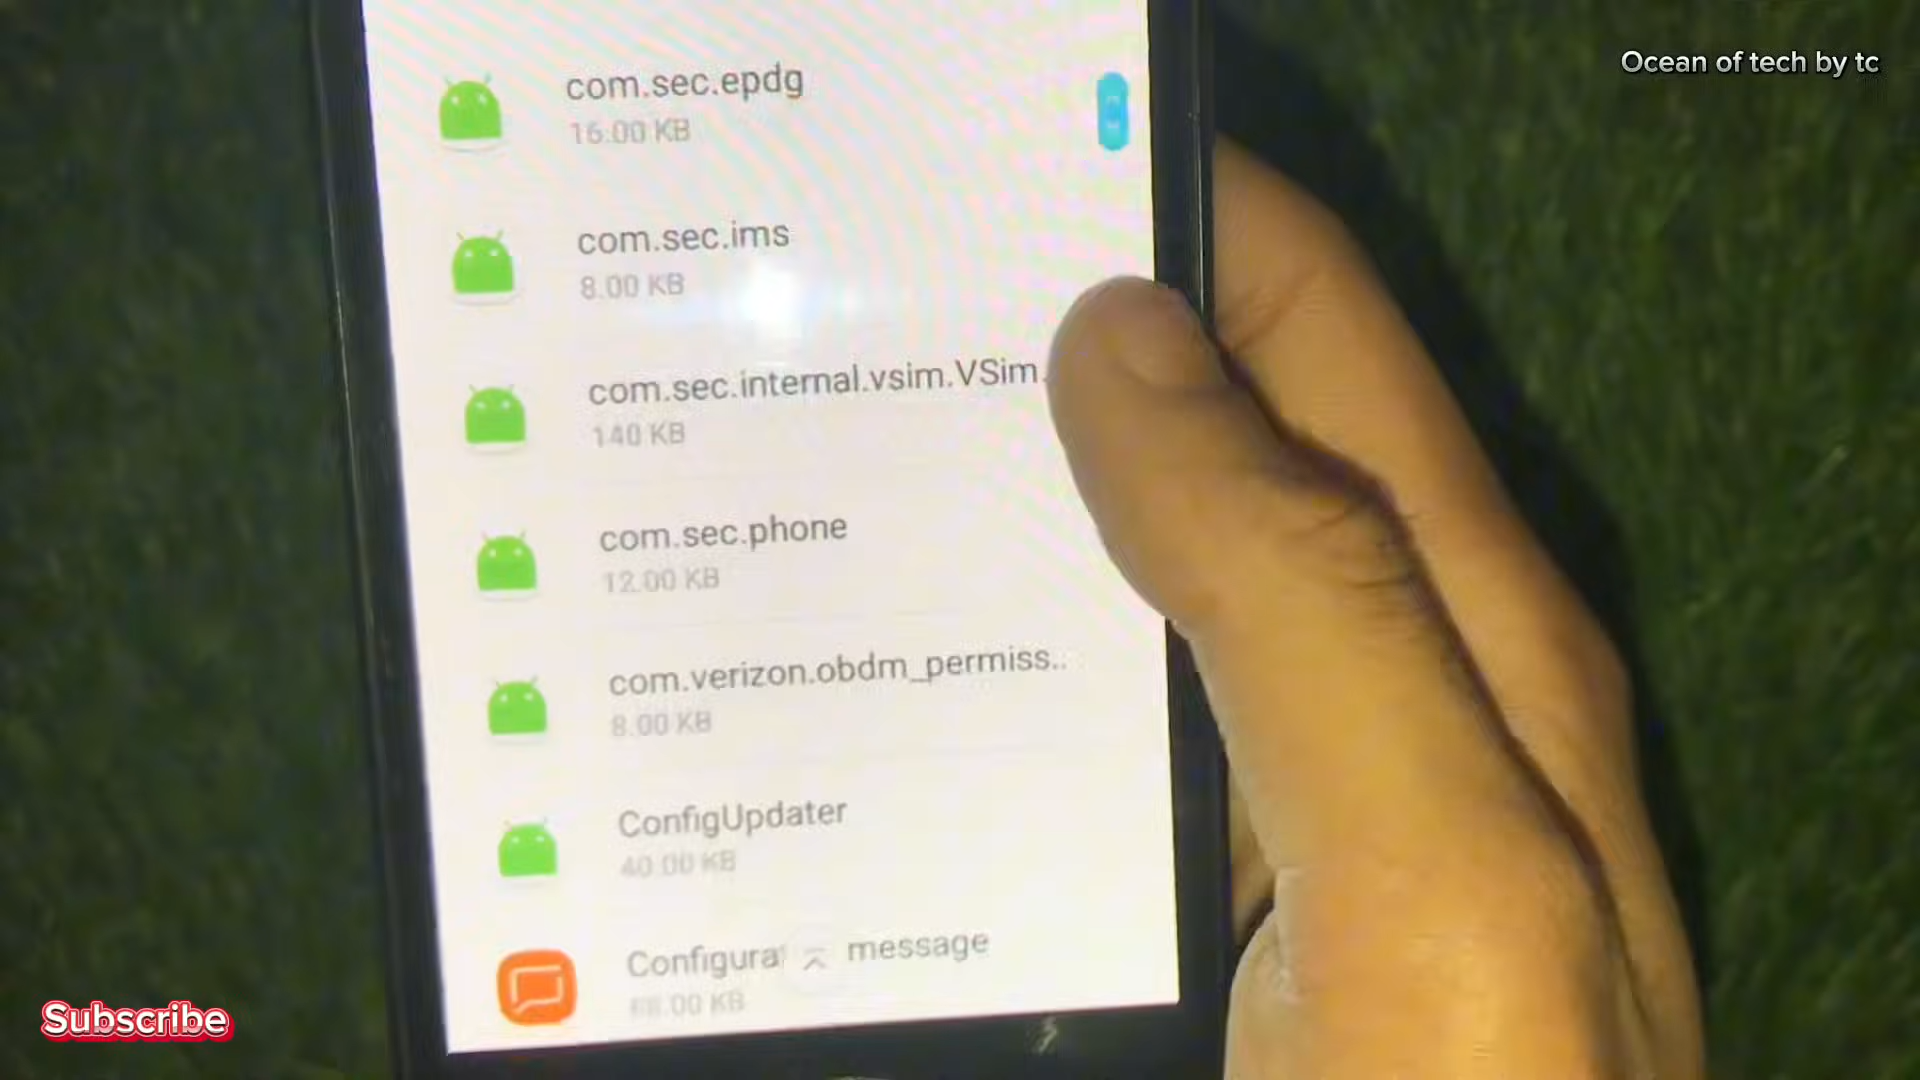 Ocean of tech by tc
com.sec.epdg
16.00 KB
com.sec.ims
8.00 KB
com.sec.internal.vsim.VSim.
140 KB
com.sec.phone
12.00 KB
com.verizon.obdm_permiss..
8.00 KB
ConfigUpdater
40.00 KB
Configurat message
68.00 KB
Subscribe